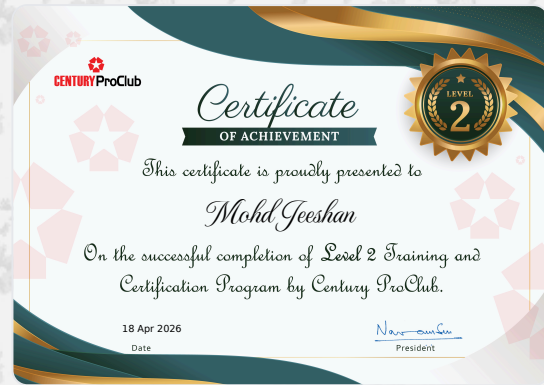 CENTURY ProClub
Certificate
OF ACHIEVEMENT
LEVEL
2
This certificate is proudly presented to
Mohd Jeeshan
On the successful completion of Level 2 Training and
Certification Program by Century ProClub.
18 Apr 2026
Date
President